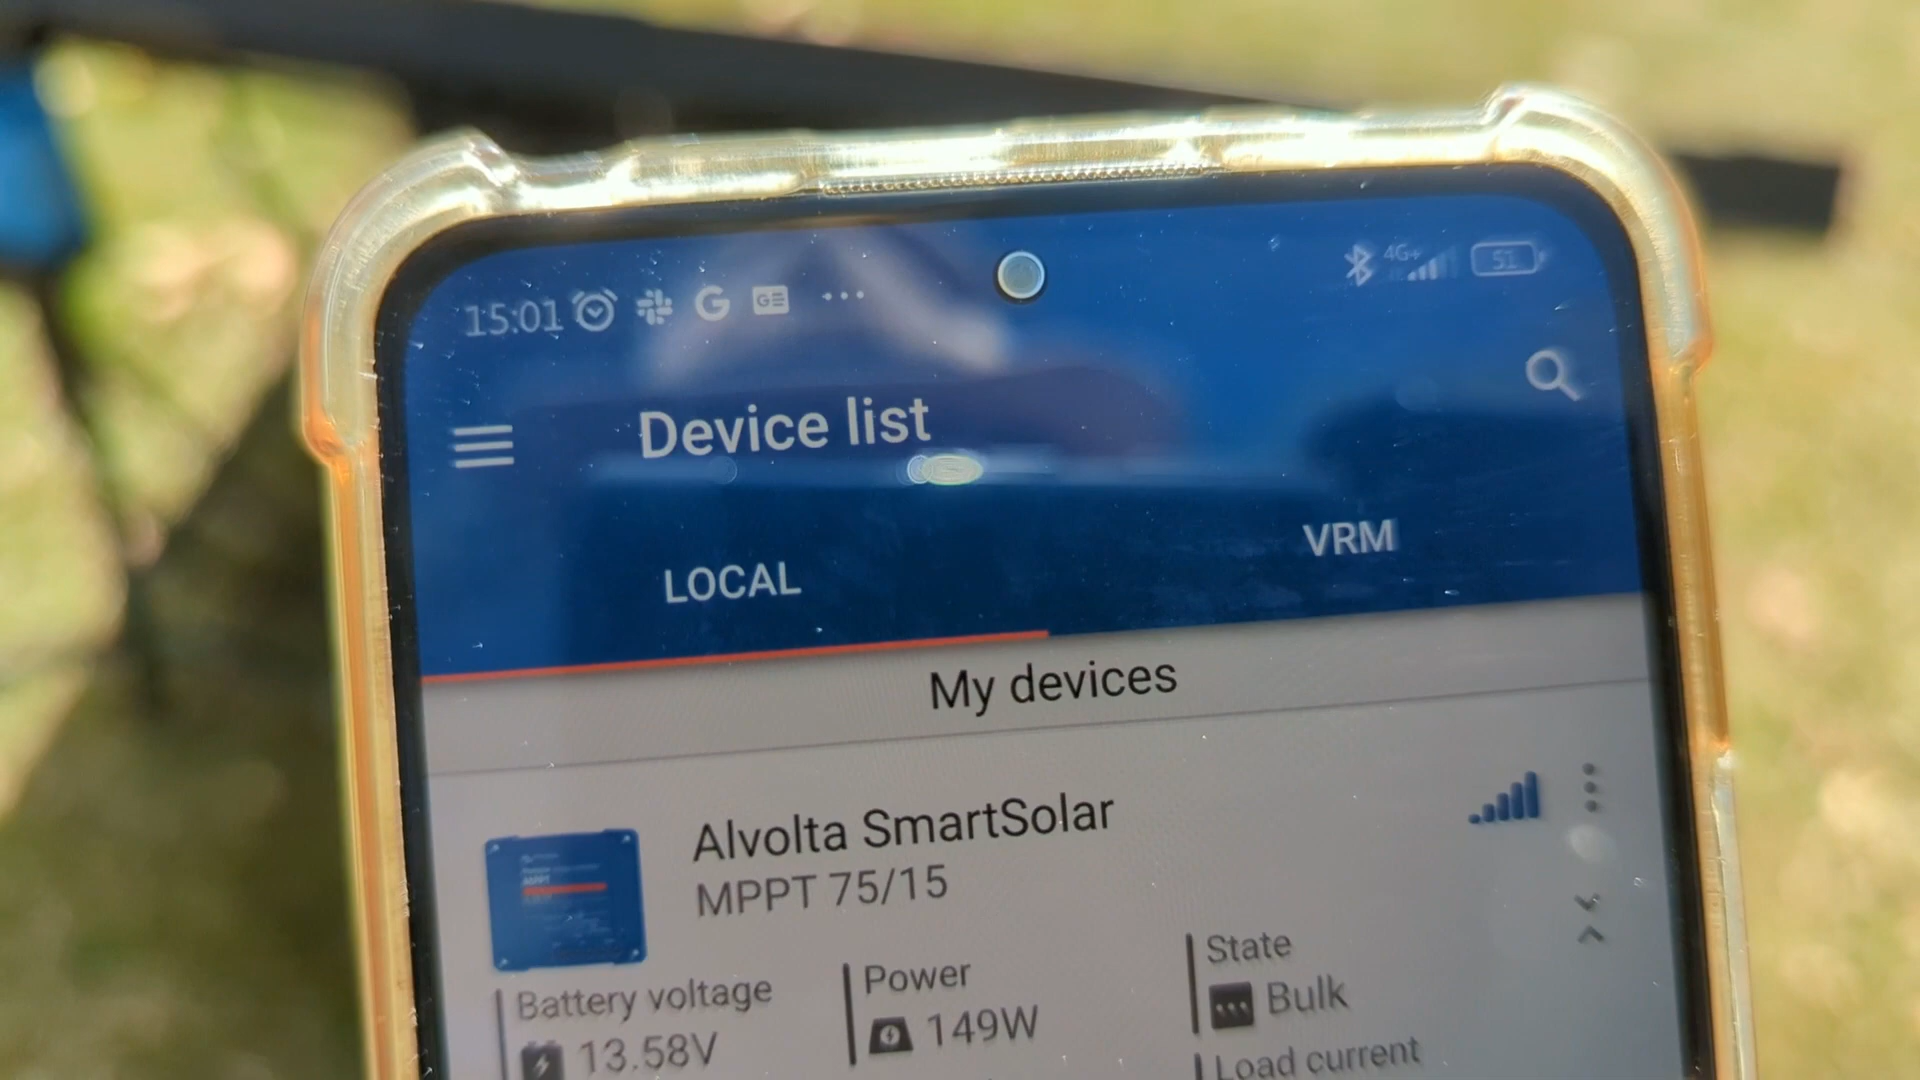 15:01 4G+ 51
Device list
LOCAL
VRM
My devices
Alvolta SmartSolar
MPPT 75/15
Battery voltage
13.58V
Power
149W
State
Bulk
Load current